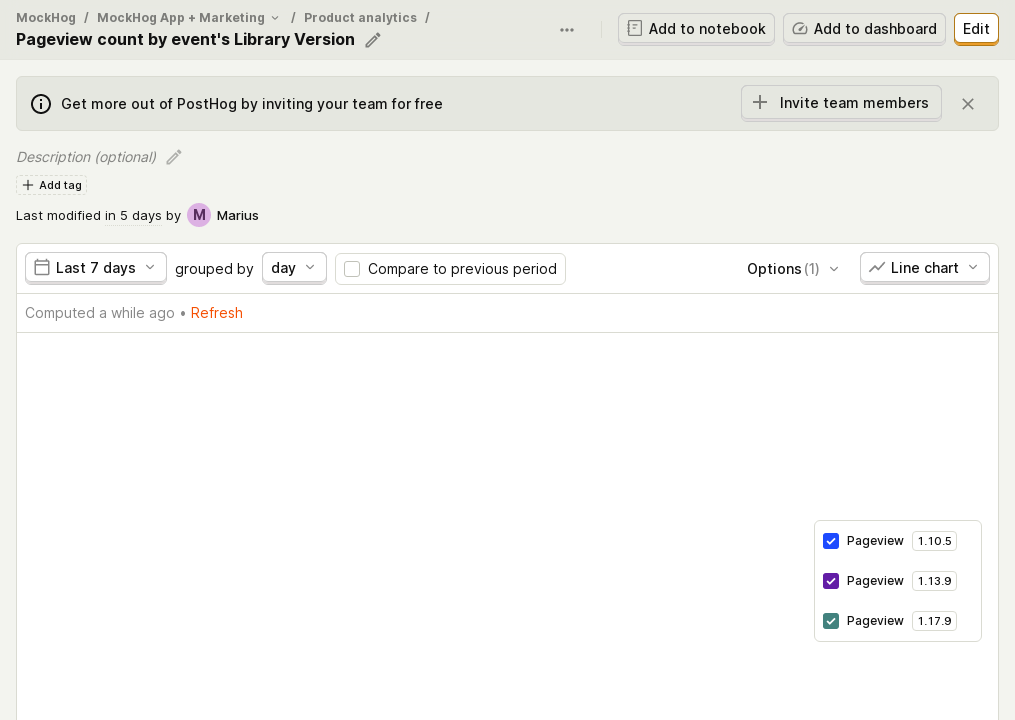 MockHog / MockHog App + Marketing / Product analytics /
Pageview count by event's Library Version
Add to notebook
Add to dashboard
Edit
Get more out of PostHog by inviting your team for free
Invite team members
Description (optional)
Add tag
Last modified in 5 days by M Marius
Last 7 days grouped by day Compare to previous period Options (1) Line chart
Computed a while ago • Refresh
Pageview 1.10.5
Pageview 1.13.9
Pageview 1.17.9